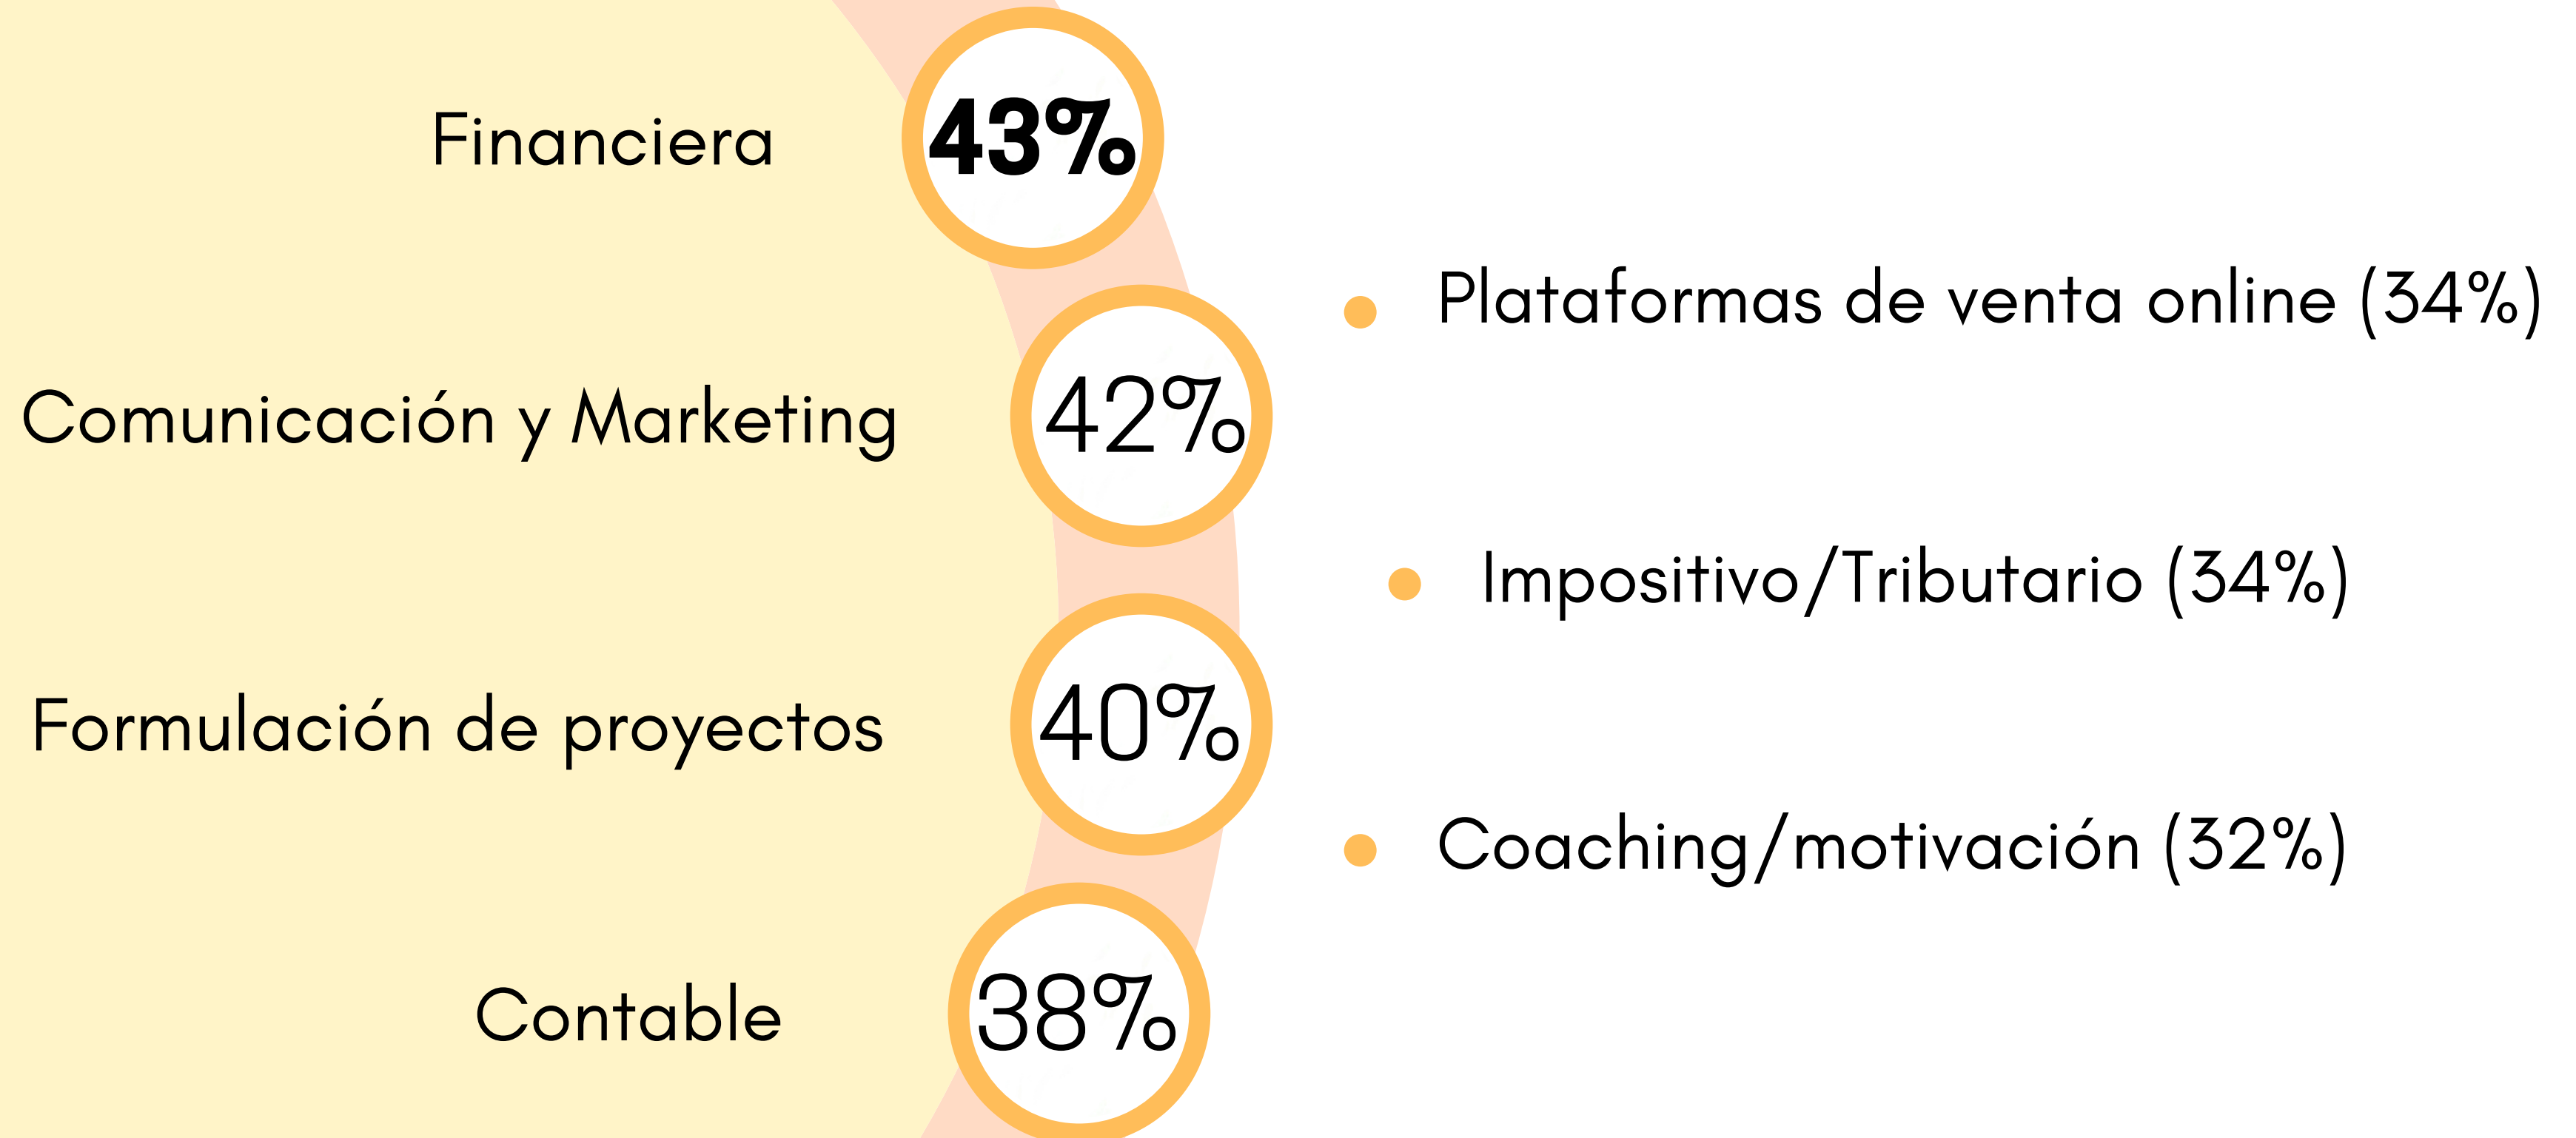 Financiera
43%
Comunicación y Marketing
42%
Formulación de proyectos
40%
Contable
38%
Plataformas de venta online (34%)
Impositivo/Tributario (34%)
Coaching/motivación (32%)